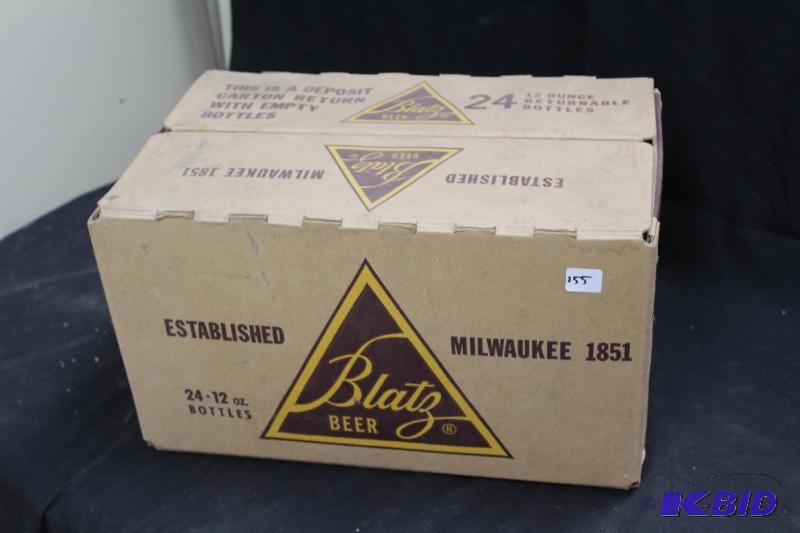 THIS IS A DEPOSIT
CARTON RETURN
WITH EMPTY
BOTTLES
Blatz
BEER ®
24 12 OUNCE
RETURNABLE
BOTTLES
ESTABLISHED
Blatz
BEER ®
MILWAUKEE 1851
155
ESTABLISHED
MILWAUKEE 1851
24 · 12 oz.
BOTTLES
Blatz
BEER ®
© K-BID